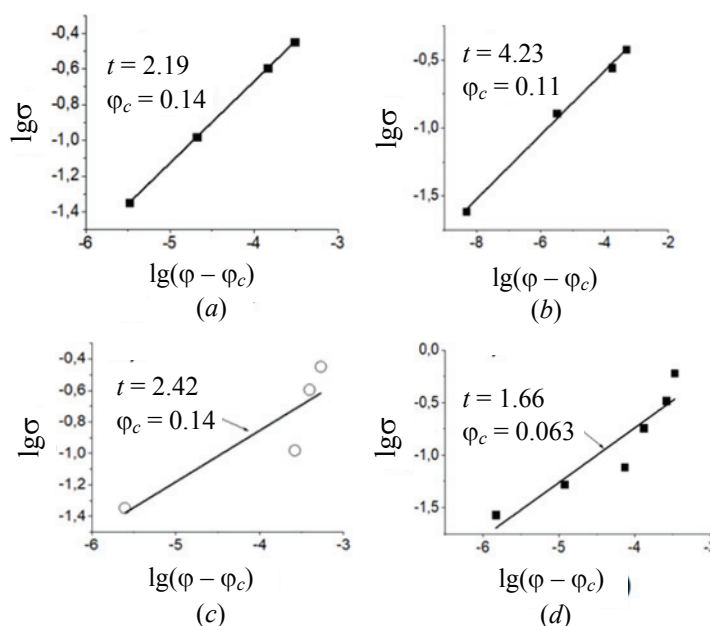 -0,4
-0,6
-0,8
-1,0
-1,2
-1,4
lgσ
t = 2.19
φc = 0.14
-6 -5 -4 -3
lg(φ – φc)
(a)
-0,5
-1,0
-1,5
lgσ
t = 4.23
φc = 0.11
-8 -6 -4 -2
lg(φ – φc)
(b)
-0,4
-0,6
-0,8
-1,0
-1,2
-1,4
lgσ
t = 2.42
φc = 0.14
-6 -5 -4 -3
lg(φ – φc)
(c)
0,0
-0,5
-1,0
-1,5
lgσ
t = 1.66
φc = 0.063
-6 -5 -4 -3
lg(φ – φc)
(d)